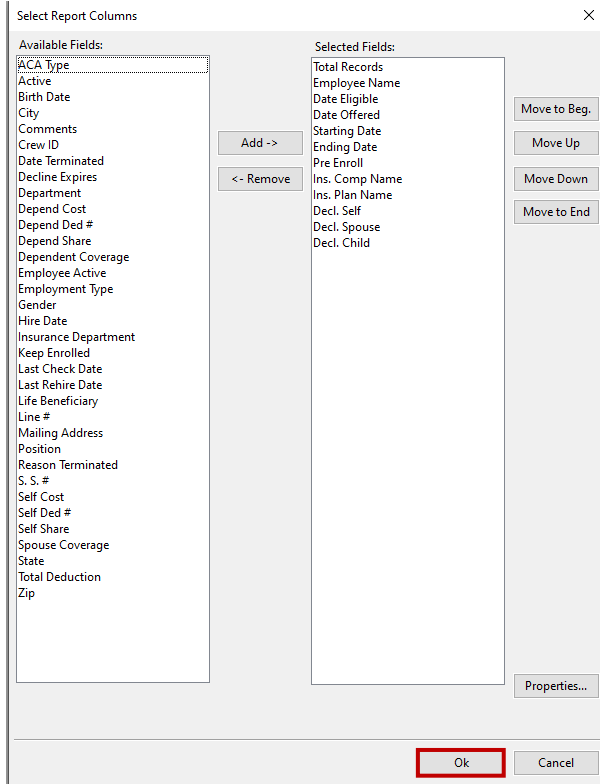 Select Report Columns
Available Fields:
ACA Type
Active
Birth Date
City
Comments
Crew ID
Date Terminated
Decline Expires
Department
Depend Cost
Depend Ded #
Depend Share
Dependent Coverage
Employee Active
Employment Type
Gender
Hire Date
Insurance Department
Keep Enrolled
Last Check Date
Last Rehire Date
Life Beneficiary
Line #
Mailing Address
Position
Reason Terminated
S. S. #
Self Cost
Self Ded #
Self Share
Spouse Coverage
State
Total Deduction
Zip
Add ->
<- Remove
Selected Fields:
Total Records
Employee Name
Date Eligible
Date Offered
Starting Date
Ending Date
Pre Enroll
Ins. Comp Name
Ins. Plan Name
Decl. Self
Decl. Spouse
Decl. Child
Move to Beg.
Move Up
Move Down
Move to End
Properties...
Ok
Cancel